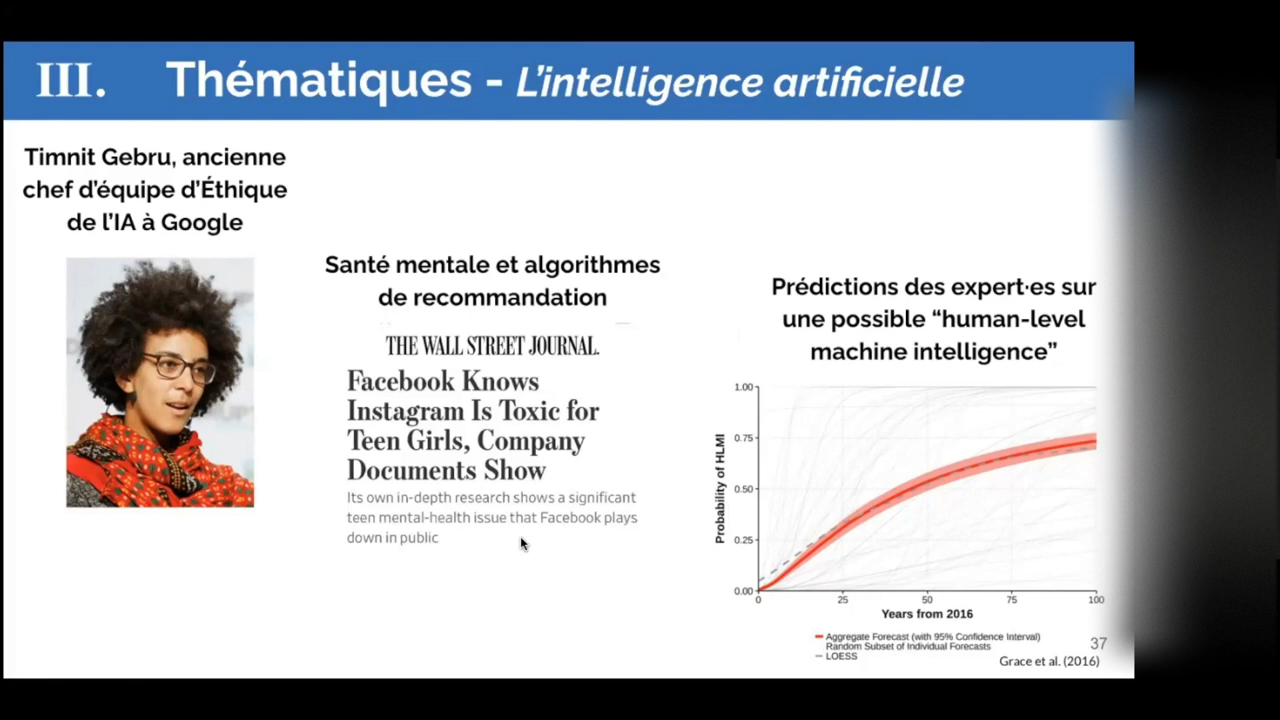 III. Thématiques - L'intelligence artificielle
Timnit Gebru, ancienne
chef d'équipe d'Éthique
de l'IA à Google
Santé mentale et algorithmes
de recommandation
THE WALL STREET JOURNAL.
Facebook Knows
Instagram Is Toxic for
Teen Girls, Company
Documents Show
Its own in-depth research shows a significant
teen mental-health issue that Facebook plays
down in public
Prédictions des expert·es sur
une possible “human-level
machine intelligence”
Probability of HLMI
1.00
0.75
0.50
0.25
0.00
0 25 50 75 100
Years from 2016
Aggregate Forecast (with 95% Confidence Interval)
Random Subset of Individual Forecasts
LOESS
37
Grace et al. (2016)